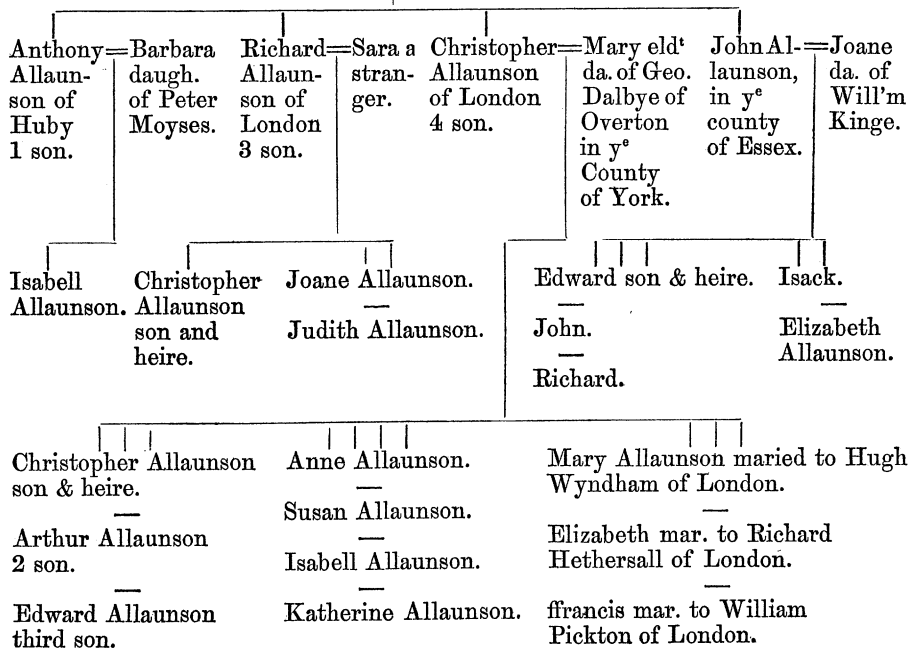 Anthony=Barbara
Allaun-
son of
Huby
1 son.
daugh.
of Peter
Moyses.
Richard=Sara a
Allaun-
son of
London
3 son.
stran-
ger.
Christopher=Mary eldᵗ
Allaunson
of London
4 son.
da. of Geo.
Dalbye of
Overton
in yᵉ
County
of York.
John Al-=Joane
launson,
in yᵉ
county
of Essex.
da. of
Will'm
Kinge.
Isabell
Allaunson.
Christopher
Allaunson
son and
heire.
Joane Allaunson.
Judith Allaunson.
Edward son & heire.
John.
Richard.
Isack.
Elizabeth
Allaunson.
Christopher Allaunson
son & heire.
Arthur Allaunson
2 son.
Edward Allaunson
third son.
Anne Allaunson.
Susan Allaunson.
Isabell Allaunson.
Katherine Allaunson.
Mary Allaunson maried to Hugh
Wyndham of London.
Elizabeth mar. to Richard
Hethersall of London.
ffrancis mar. to William
Pickton of London.